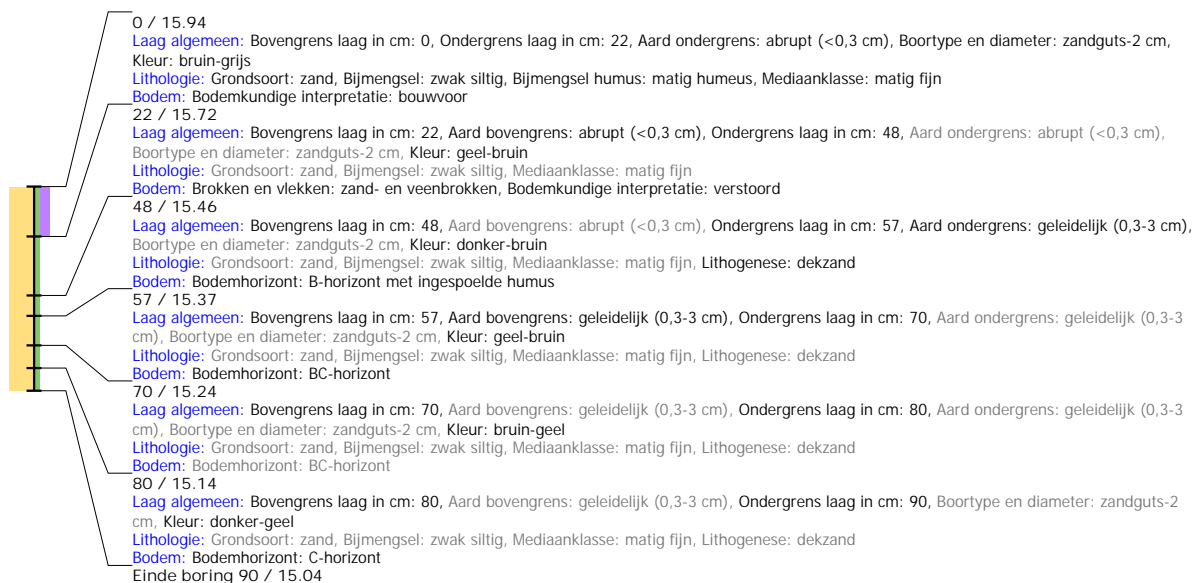 0 / 15.94
Laag algemeen: Bovengrens laag in cm: 0, Ondergrens laag in cm: 22, Aard ondergrens: abrupt (<0,3 cm), Boortype en diameter: zandguts-2 cm,
Kleur: bruin-grijs
Lithologie: Grondsoort: zand, Bijmengsel: zwak siltig, Bijmengsel humus: matig humeus, Mediaanklasse: matig fijn
Bodem: Bodemkundige interpretatie: bouwvoor
22 / 15.72
Laag algemeen: Bovengrens laag in cm: 22, Aard bovengrens: abrupt (<0,3 cm), Ondergrens laag in cm: 48, Aard ondergrens: abrupt (<0,3 cm),
Boortype en diameter: zandguts-2 cm, Kleur: geel-bruin
Lithologie: Grondsoort: zand, Bijmengsel: zwak siltig, Mediaanklasse: matig fijn
Bodem: Brokken en vlekken: zand- en veenbrokken, Bodemkundige interpretatie: verstoord
48 / 15.46
Laag algemeen: Bovengrens laag in cm: 48, Aard bovengrens: abrupt (<0,3 cm), Ondergrens laag in cm: 57, Aard ondergrens: geleidelijk (0,3-3 cm),
Boortype en diameter: zandguts-2 cm, Kleur: donker-bruin
Lithologie: Grondsoort: zand, Bijmengsel: zwak siltig, Mediaanklasse: matig fijn, Lithogenese: dekzand
Bodem: Bodemhorizont: B-horizont met ingespoelde humus
57 / 15.37
Laag algemeen: Bovengrens laag in cm: 57, Aard bovengrens: geleidelijk (0,3-3 cm), Ondergrens laag in cm: 70, Aard ondergrens: geleidelijk (0,3-3
cm), Boortype en diameter: zandguts-2 cm, Kleur: geel-bruin
Lithologie: Grondsoort: zand, Bijmengsel: zwak siltig, Mediaanklasse: matig fijn, Lithogenese: dekzand
Bodem: Bodemhorizont: BC-horizont
70 / 15.24
Laag algemeen: Bovengrens laag in cm: 70, Aard bovengrens: geleidelijk (0,3-3 cm), Ondergrens laag in cm: 80, Aard ondergrens: geleidelijk (0,3-3
cm), Boortype en diameter: zandguts-2 cm, Kleur: bruin-geel
Lithologie: Grondsoort: zand, Bijmengsel: zwak siltig, Mediaanklasse: matig fijn, Lithogenese: dekzand
Bodem: Bodemhorizont: BC-horizont
80 / 15.14
Laag algemeen: Bovengrens laag in cm: 80, Aard bovengrens: geleidelijk (0,3-3 cm), Ondergrens laag in cm: 90, Boortype en diameter: zandguts-2
cm, Kleur: donker-geel
Lithologie: Grondsoort: zand, Bijmengsel: zwak siltig, Mediaanklasse: matig fijn, Lithogenese: dekzand
Bodem: Bodemhorizont: C-horizont
Einde boring 90 / 15.04